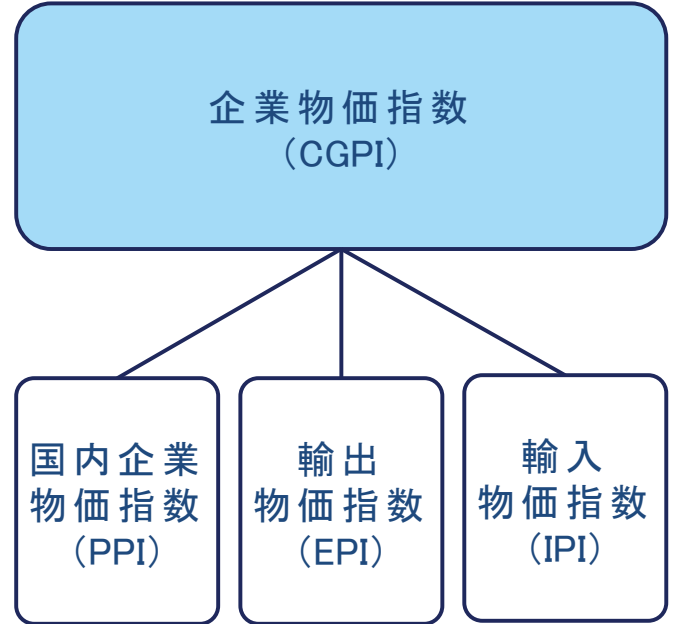 企業物価指数
（CGPI）
国内企業
物価指数
（PPI）
輸出
物価指数
（EPI）
輸入
物価指数
（IPI）